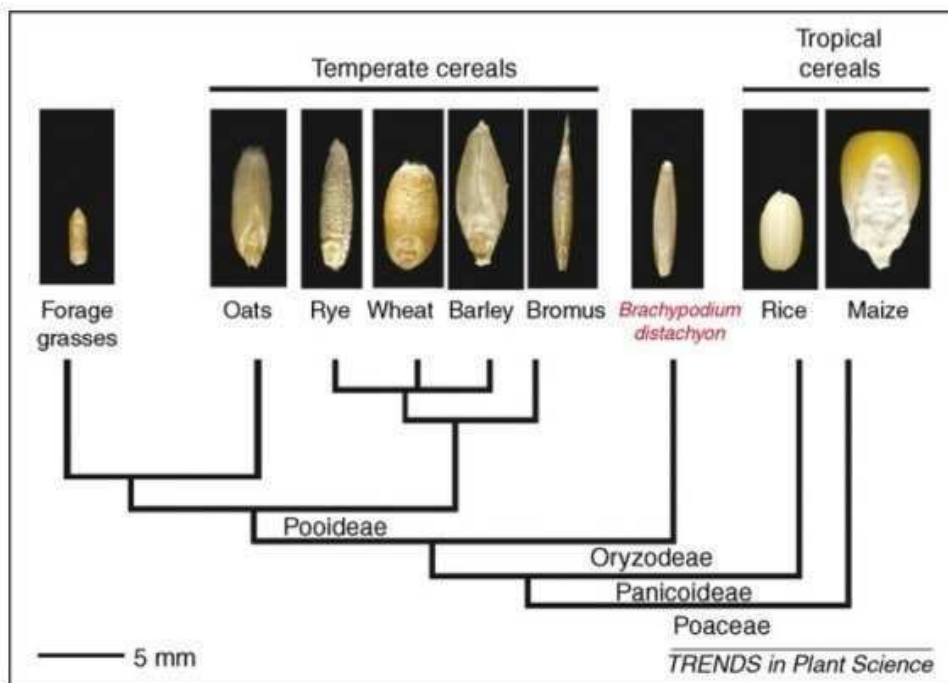 Temperate cereals
Tropical
cereals
Forage
grasses
Oats
Rye
Wheat
Barley
Bromus
Brachypodium
distachyon
Rice
Maize
Pooideae
Oryzodeae
Panicoideae
Poaceae
5 mm
TRENDS in Plant Science